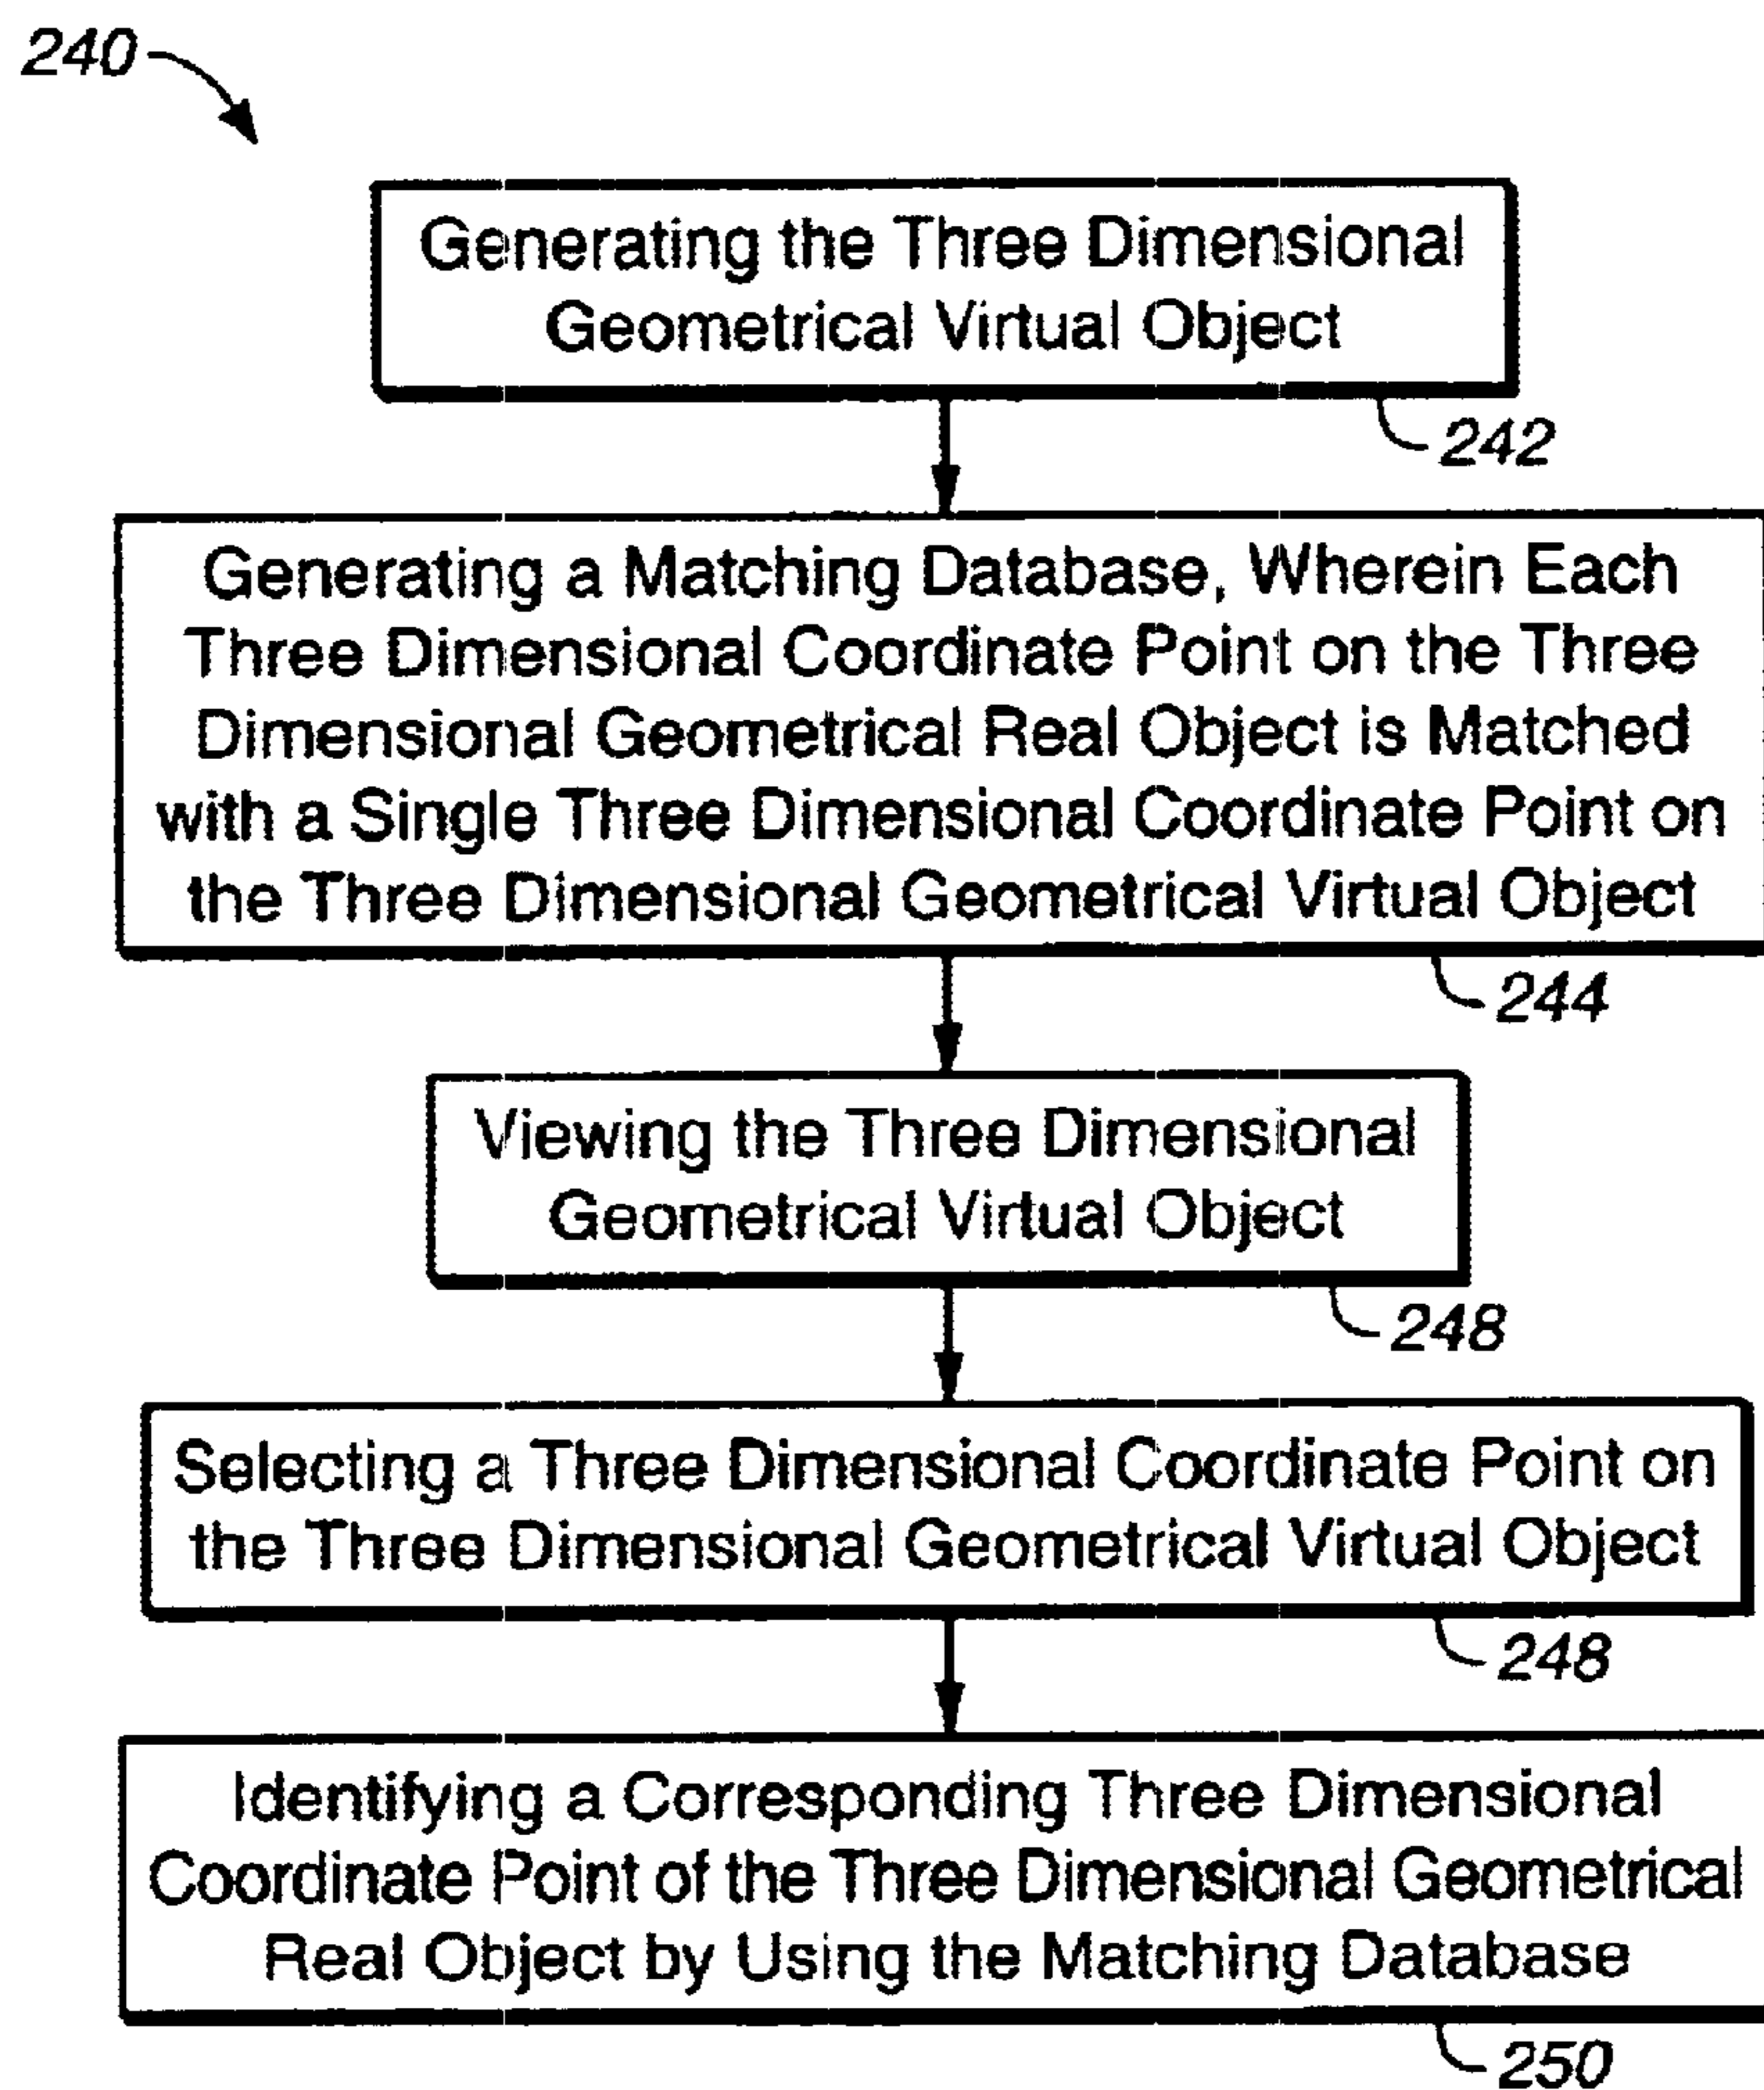 240
Generating the Three Dimensional
Geometrical Virtual Object
242
Generating a Matching Database, Wherein Each
Three Dimensional Coordinate Point on the Three
Dimensional Geometrical Real Object is Matched
with a Single Three Dimensional Coordinate Point on
the Three Dimensional Geometrical Virtual Object
244
Viewing the Three Dimensional
Geometrical Virtual Object
248
Selecting a Three Dimensional Coordinate Point on
the Three Dimensional Geometrical Virtual Object
248
Identifying a Corresponding Three Dimensional
Coordinate Point of the Three Dimensional Geometrical
Real Object by Using the Matching Database
250